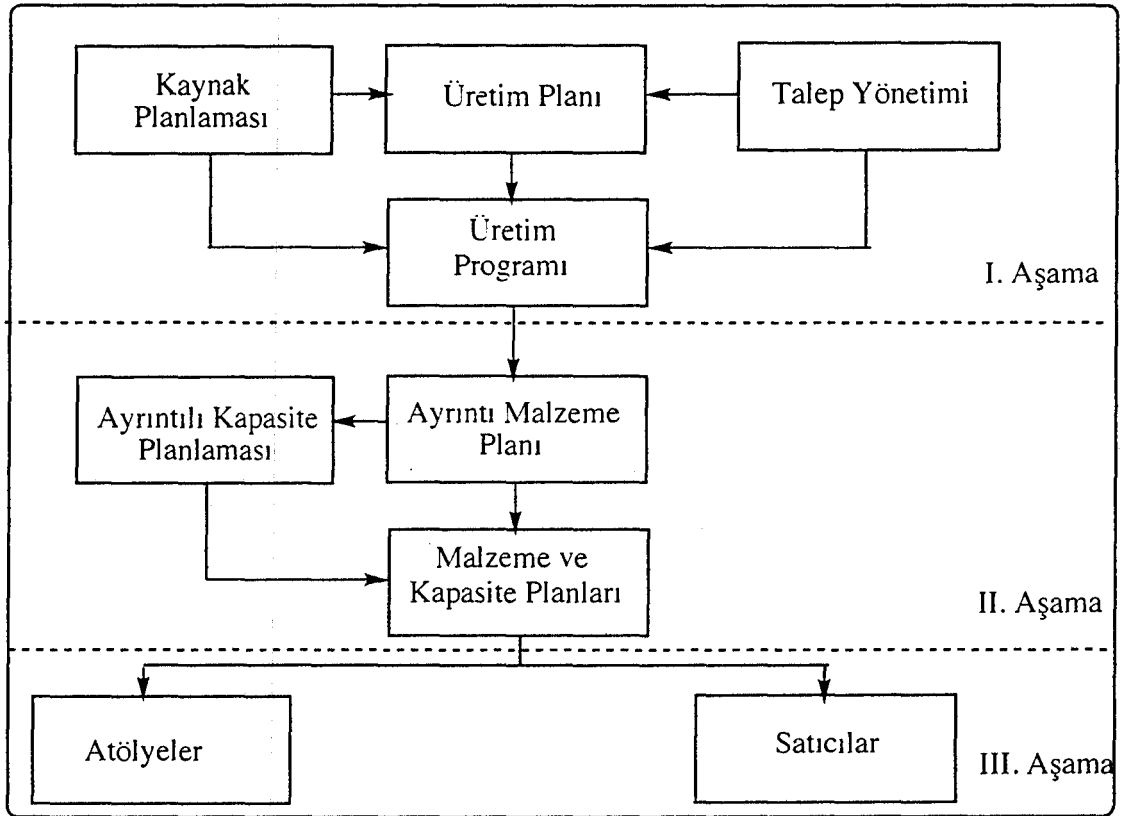 Kaynak
Planlaması
Üretim Planı
Talep Yönetimi
Üretim
Programı
I. Aşama
Ayrıntılı Kapasite
Planlaması
Ayrıntı Malzeme
Planı
Malzeme ve
Kapasite Planları
II. Aşama
Atölyeler
Satıcılar
III. Aşama